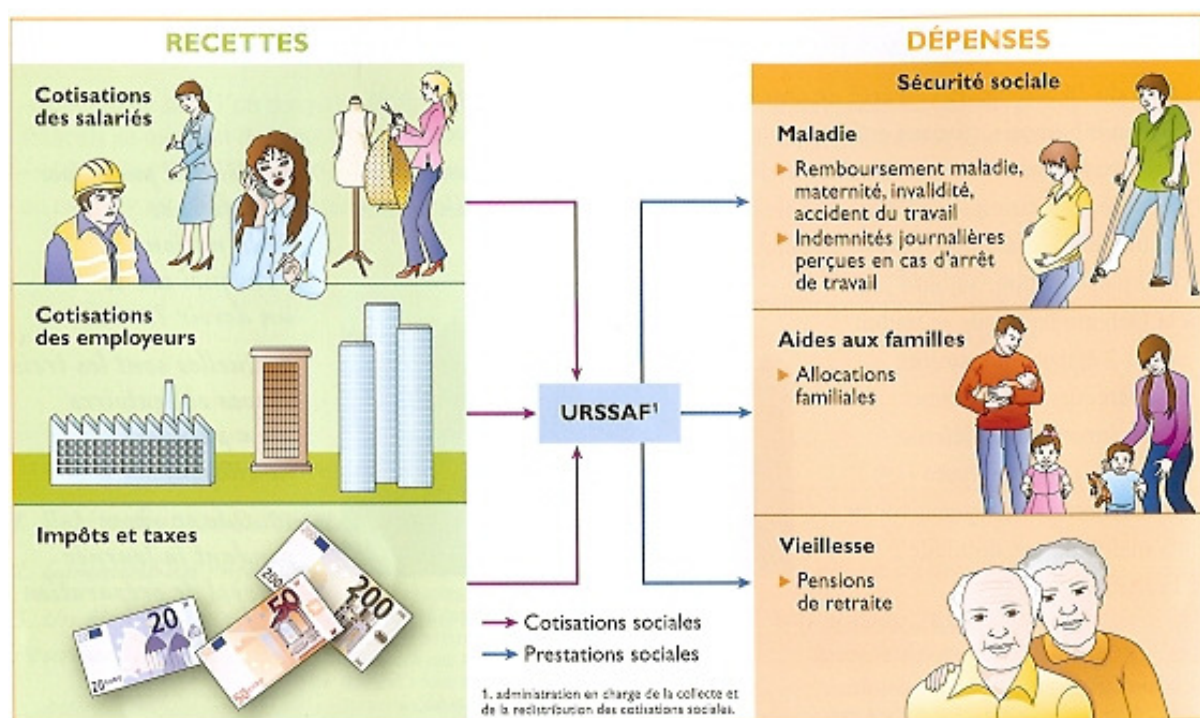 RECETTES
Cotisations
des salariés
Cotisations
des employeurs
Impôts et taxes
20
20
50
50
200
200
URSSAF¹
Cotisations sociales
Prestations sociales
1. administration en charge de la collecte et
de la redistribution des cotisations sociales.
DÉPENSES
Sécurité sociale
Maladie
Remboursement maladie,
maternité, invalidité,
accident du travail
Indemnités journalières
perçues en cas d'arrêt
de travail
Aides aux familles
Allocations
familiales
Vieillesse
Pensions
de retraite